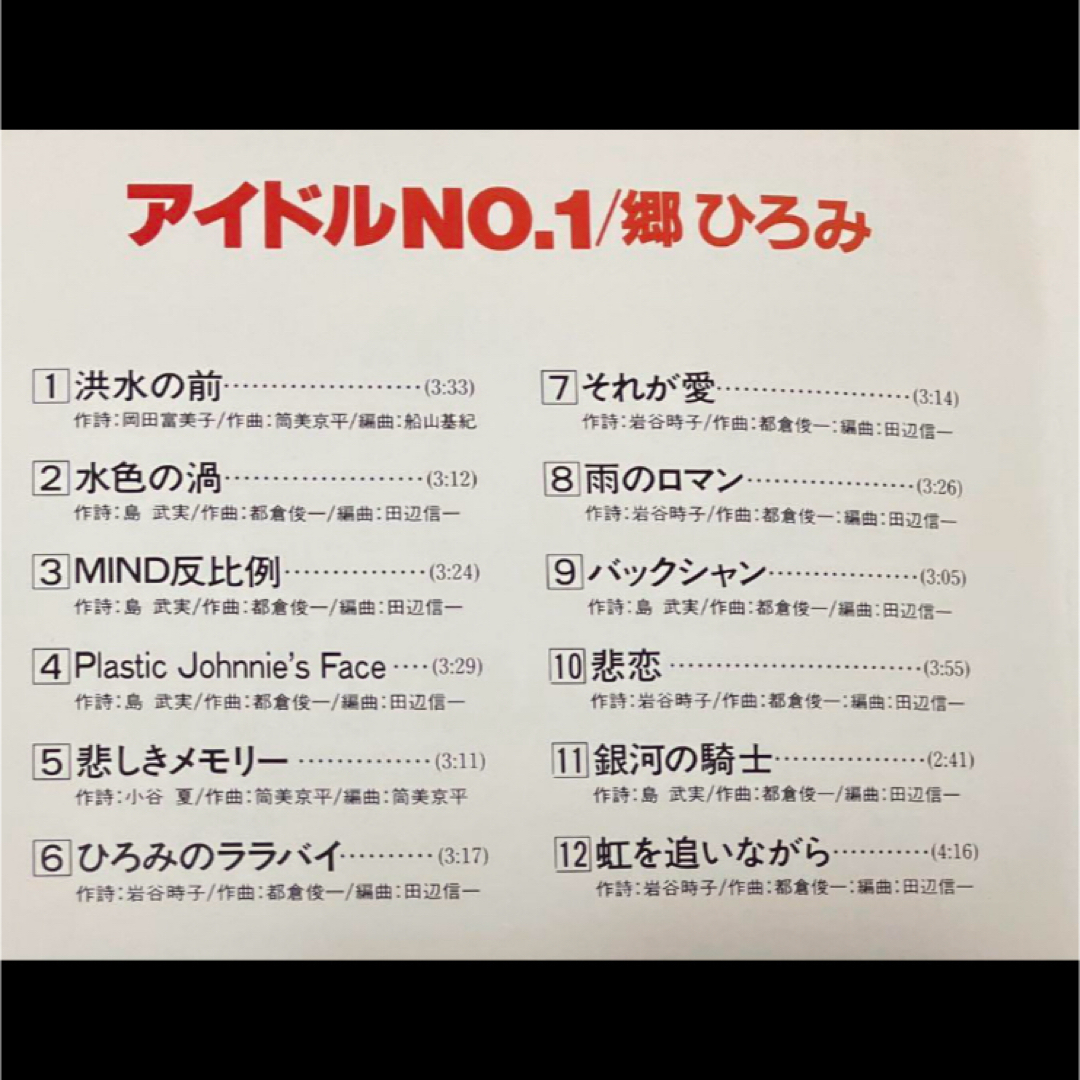 アイドルNO.1/郷 ひろみ
1 洪水の前····················(3:33)
作詩:岡田富美子/作曲:筒美京平/編曲:船山基紀
2 水色の渦····················(3:12)
作詩:島 武実/作曲:都倉俊一/編曲:田辺信一
3 MIND反比例··············(3:24)
作詩:島 武実/作曲:都倉俊一/編曲:田辺信一
4 Plastic Johnnie's Face····(3:29)
作詩:島 武実/作曲:都倉俊一/編曲:田辺信一
5 悲しきメモリー·············(3:11)
作詩:小谷 夏/作曲:筒美京平/編曲:筒美京平
6 ひろみのララバイ·········(3:17)
作詩:岩谷時子/作曲:都倉俊一/編曲:田辺信一
7 それが愛····················(3:14)
作詩:岩谷時子/作曲:都倉俊一:編曲:田辺信一
8 雨のロマン·················(3:26)
作詩:岩谷時子/作曲:都倉俊一:編曲:田辺信一
9 バックシャン···············(3:05)
作詩:島 武実/作曲:都倉俊一/編曲:田辺信一
10 悲恋·························(3:55)
作詩:岩谷時子/作曲:都倉俊一:編曲:田辺信一
11 銀河の騎士···············(2:41)
作詩:島 武実/作曲:都倉俊一/編曲:田辺信一
12 虹を追いながら··········(4:16)
作詩:岩谷時子/作曲:都倉俊一:編曲:田辺信一